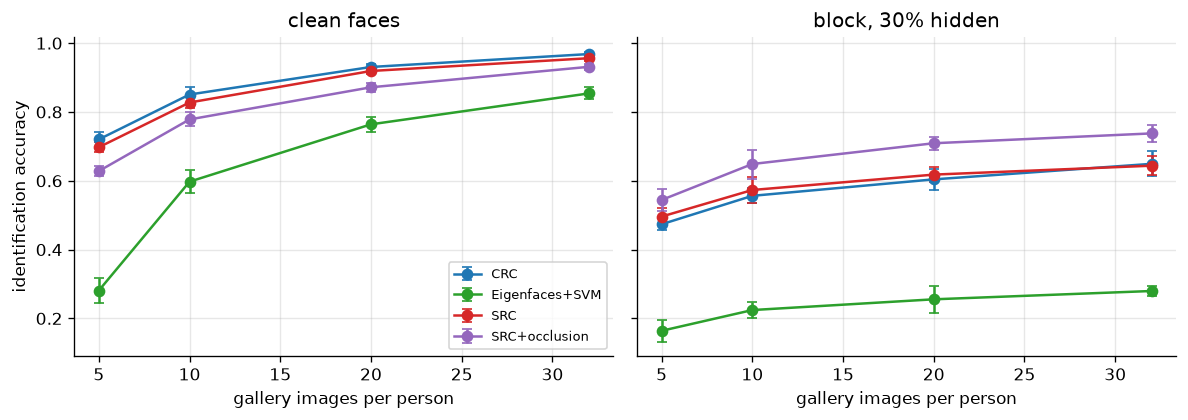 clean faces
block, 30% hidden
identification accuracy
1.0
0.8
0.6
0.4
0.2
CRC
Eigenfaces+SVM
SRC
SRC+occlusion
5 10 15 20 25 30
5 10 15 20 25 30
gallery images per person
gallery images per person